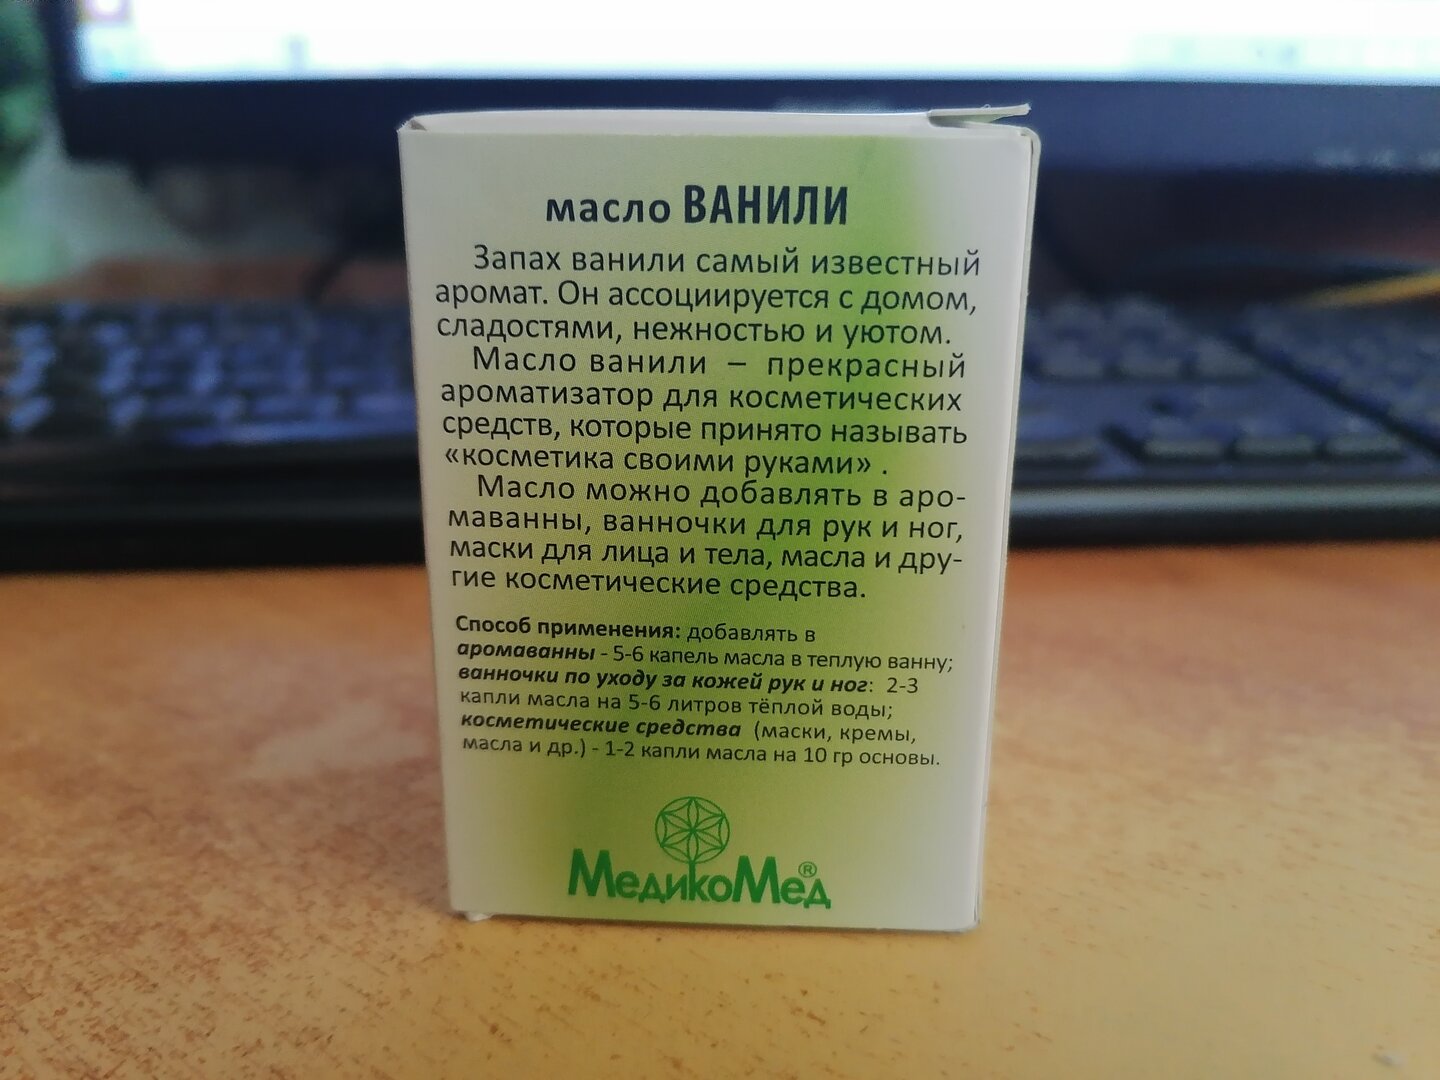 масло ВАНИЛИ
Запах ванили самый известный
аромат. Он ассоциируется с домом,
сладостями, нежностью и уютом.
Масло ванили – прекрасный
ароматизатор для косметических
средств, которые принято называть
«косметика своими руками» .
Масло можно добавлять в аро-
маванны, ванночки для рук и ног,
маски для лица и тела, масла и дру-
гие косметические средства.
Способ применения: добавлять в
аромаванны - 5-6 капель масла в теплую ванну;
ванночки по уходу за кожей рук и ног: 2-3
капли масла на 5-6 литров тёплой воды;
косметические средства (маски, кремы,
масла и др.) - 1-2 капли масла на 10 гр основы.
МедикоМед®